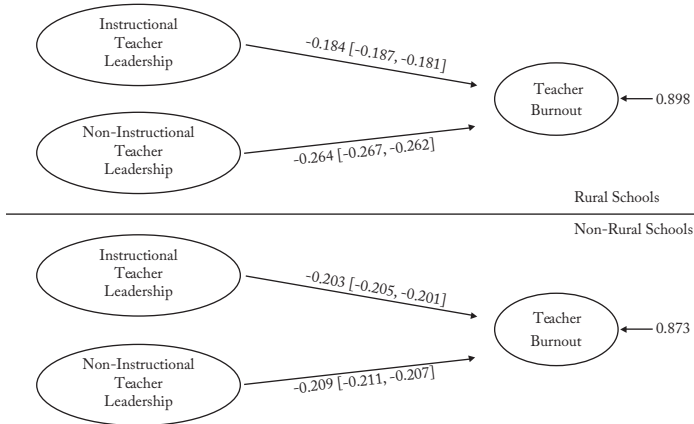 Instructional
Teacher
Leadership
-0.184 [-0.187, -0.181]
Teacher
Burnout
0.898
Non-Instructional
Teacher
Leadership
-0.264 [-0.267, -0.262]
Rural Schools
Non-Rural Schools
Instructional
Teacher
Leadership
-0.203 [-0.205, -0.201]
Teacher
Burnout
0.873
Non-Instructional
Teacher
Leadership
-0.209 [-0.211, -0.207]